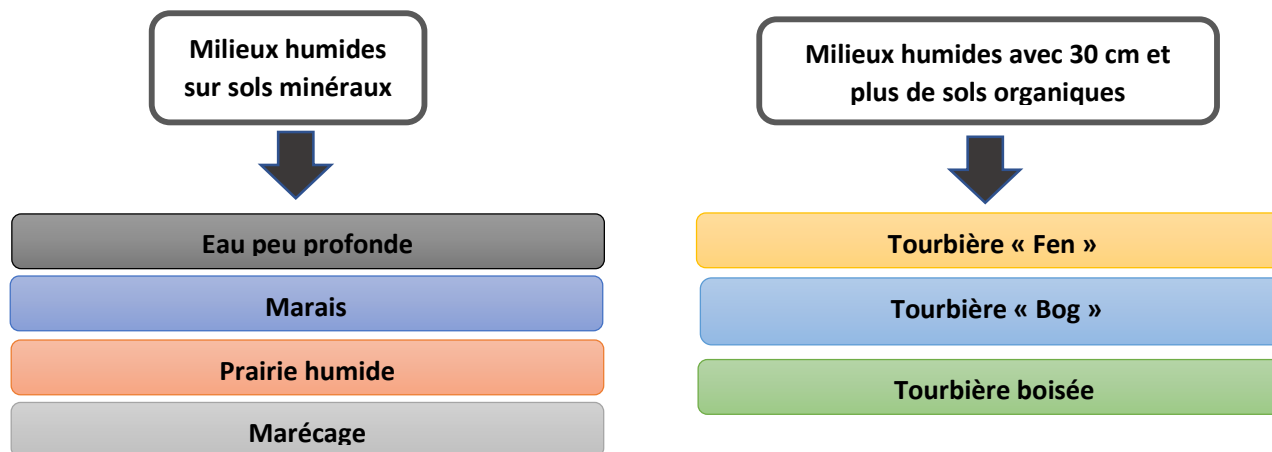 Milieux humides
sur sols minéraux
Eau peu profonde
Marais
Prairie humide
Marécage
Milieux humides avec 30 cm et
plus de sols organiques
Tourbière « Fen »
Tourbière « Bog »
Tourbière boisée